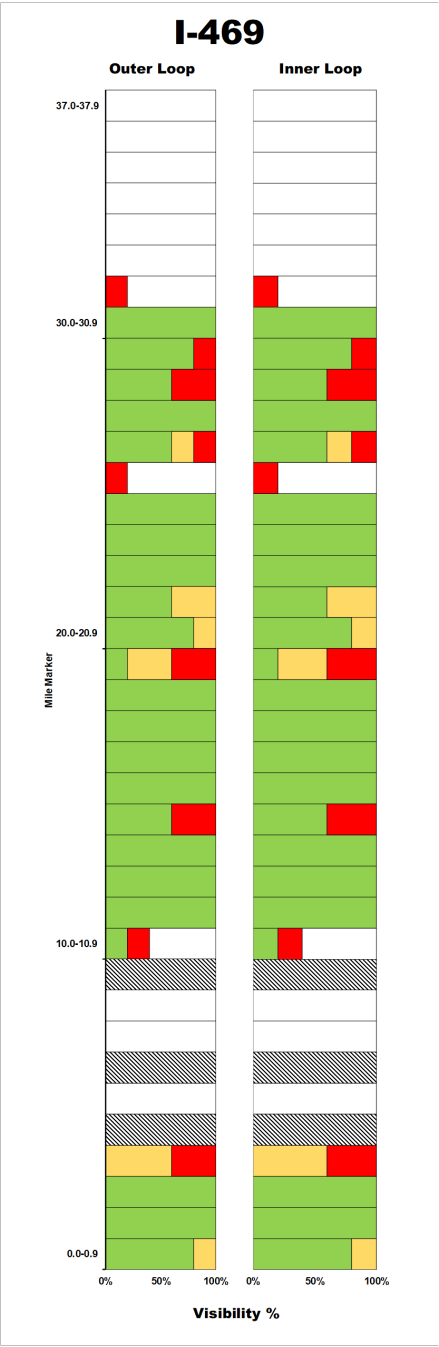 I-469
Outer Loop
Inner Loop
37.0-37.9
30.0-30.9
20.0-20.9
Mile Marker
10.0-10.9
0.0-0.9
0% 50% 100% 0% 50% 100%
Visibility %